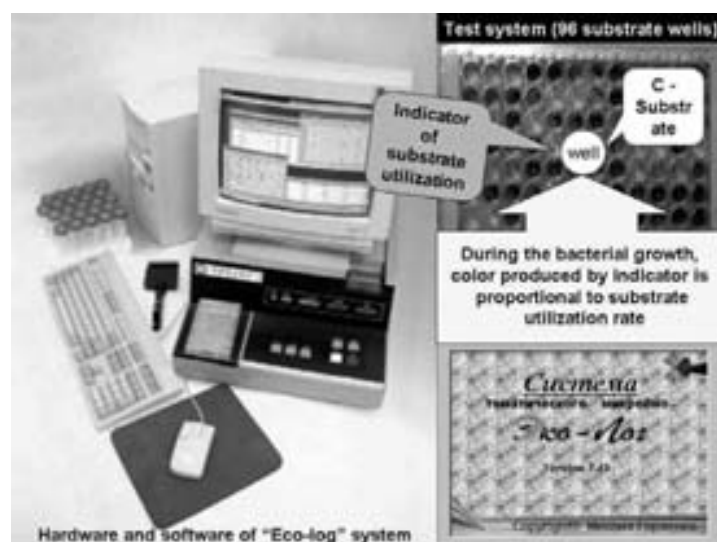 Test system (96 substrate wells)
Indicator
of
substrate
utilization
C -
Substr
ate
well
During the bacterial growth,
color produced by indicator is
proportional to substrate
utilization rate
Система
Эко-Лог
Hardware and software of "Eco-log" system